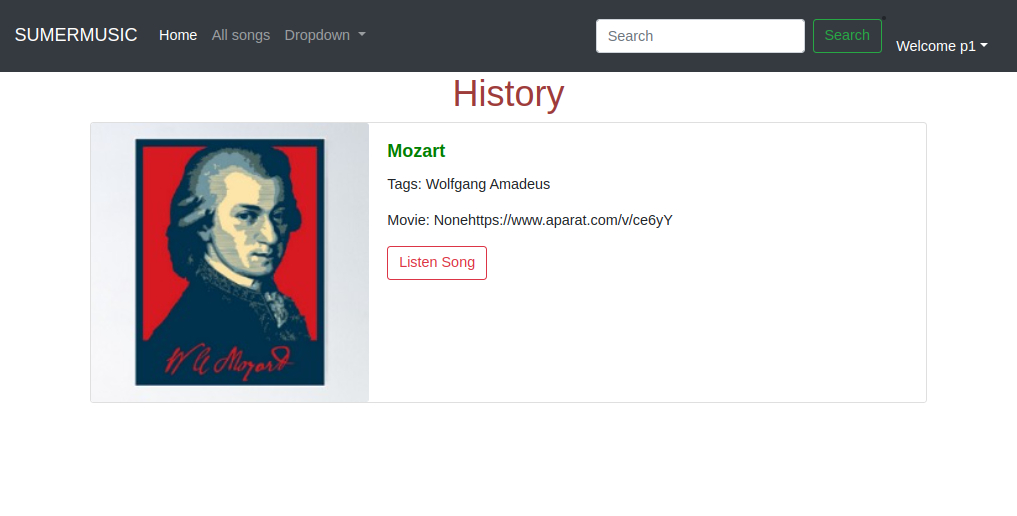 SUMERMUSIC Home All songs Dropdown Search Search Welcome p1
History
Mozart
Tags: Wolfgang Amadeus
Movie: Nonehttps://www.aparat.com/v/ce6yY
Listen Song
W A Mozart